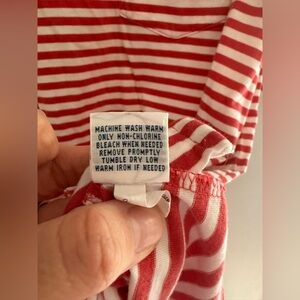 MACHINE WASH WARM
ONLY NON-CHLORINE
BLEACH WHEN NEEDED
REMOVE PROMPTLY
TUMBLE DRY LOW
WARM IRON IF NEEDED